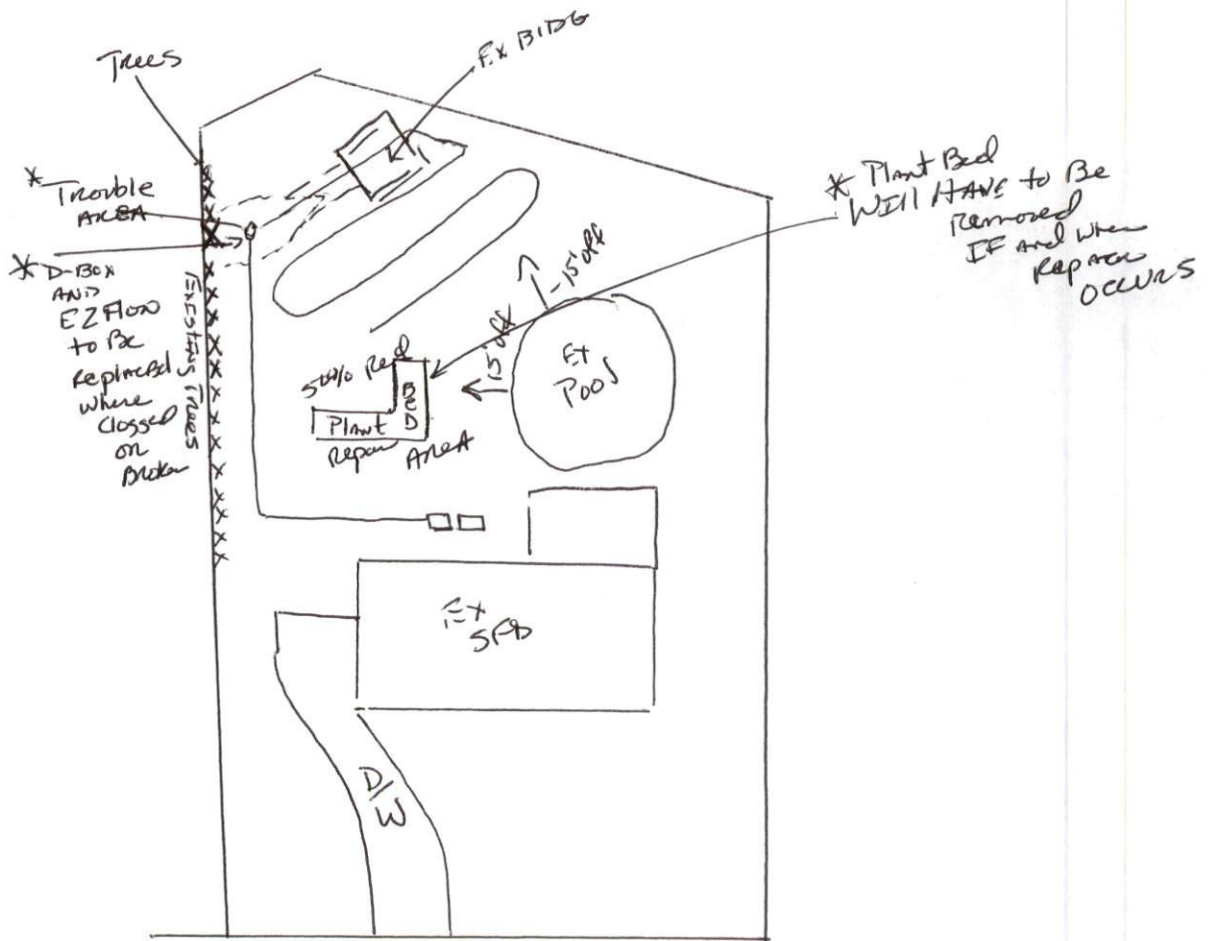 Trees
Ex BIDG
* Trouble
AREA
* D-Box
AND
EZ Flow
to Be
Replaced
where
Clogged
or
Broken
Existing Trees
* Plant Bed
Will HAVE to Be
Removed
IF and when
Repair
OCCURS
-15' off
15' off
Ex
Pool
50%
Bed
Plant
Repair AREA
Ex
SFD
D/W